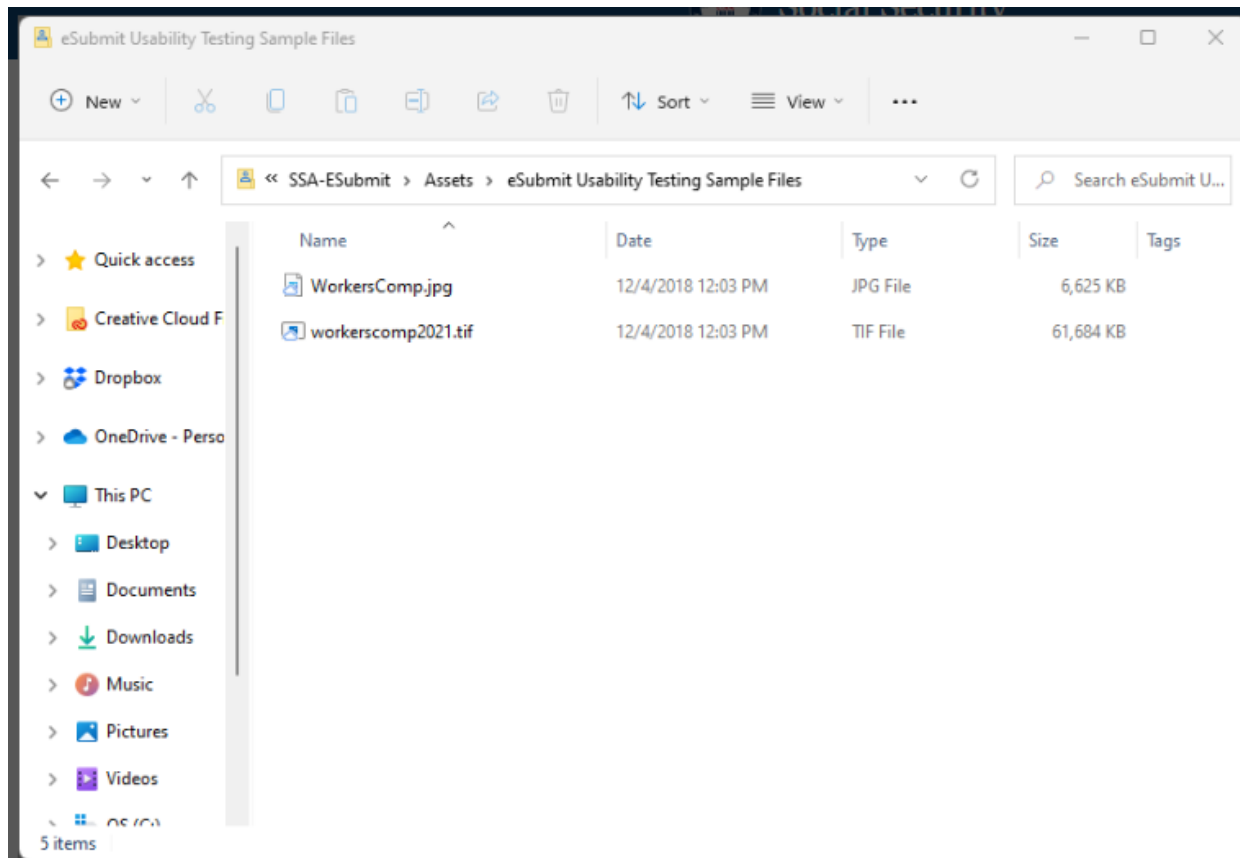 Social Security
eSubmit Usability Testing Sample Files
New Sort View
« SSA-ESubmit > Assets > eSubmit Usability Testing Sample Files Search eSubmit U...
Name Date Type Size Tags
Quick access
WorkersComp.jpg 12/4/2018 12:03 PM JPG File 6,625 KB
Creative Cloud F
workerscomp2021.tif 12/4/2018 12:03 PM TIF File 61,684 KB
Dropbox
OneDrive - Perso
This PC
Desktop
Documents
Downloads
Music
Pictures
Videos
OS (C:)
5 items